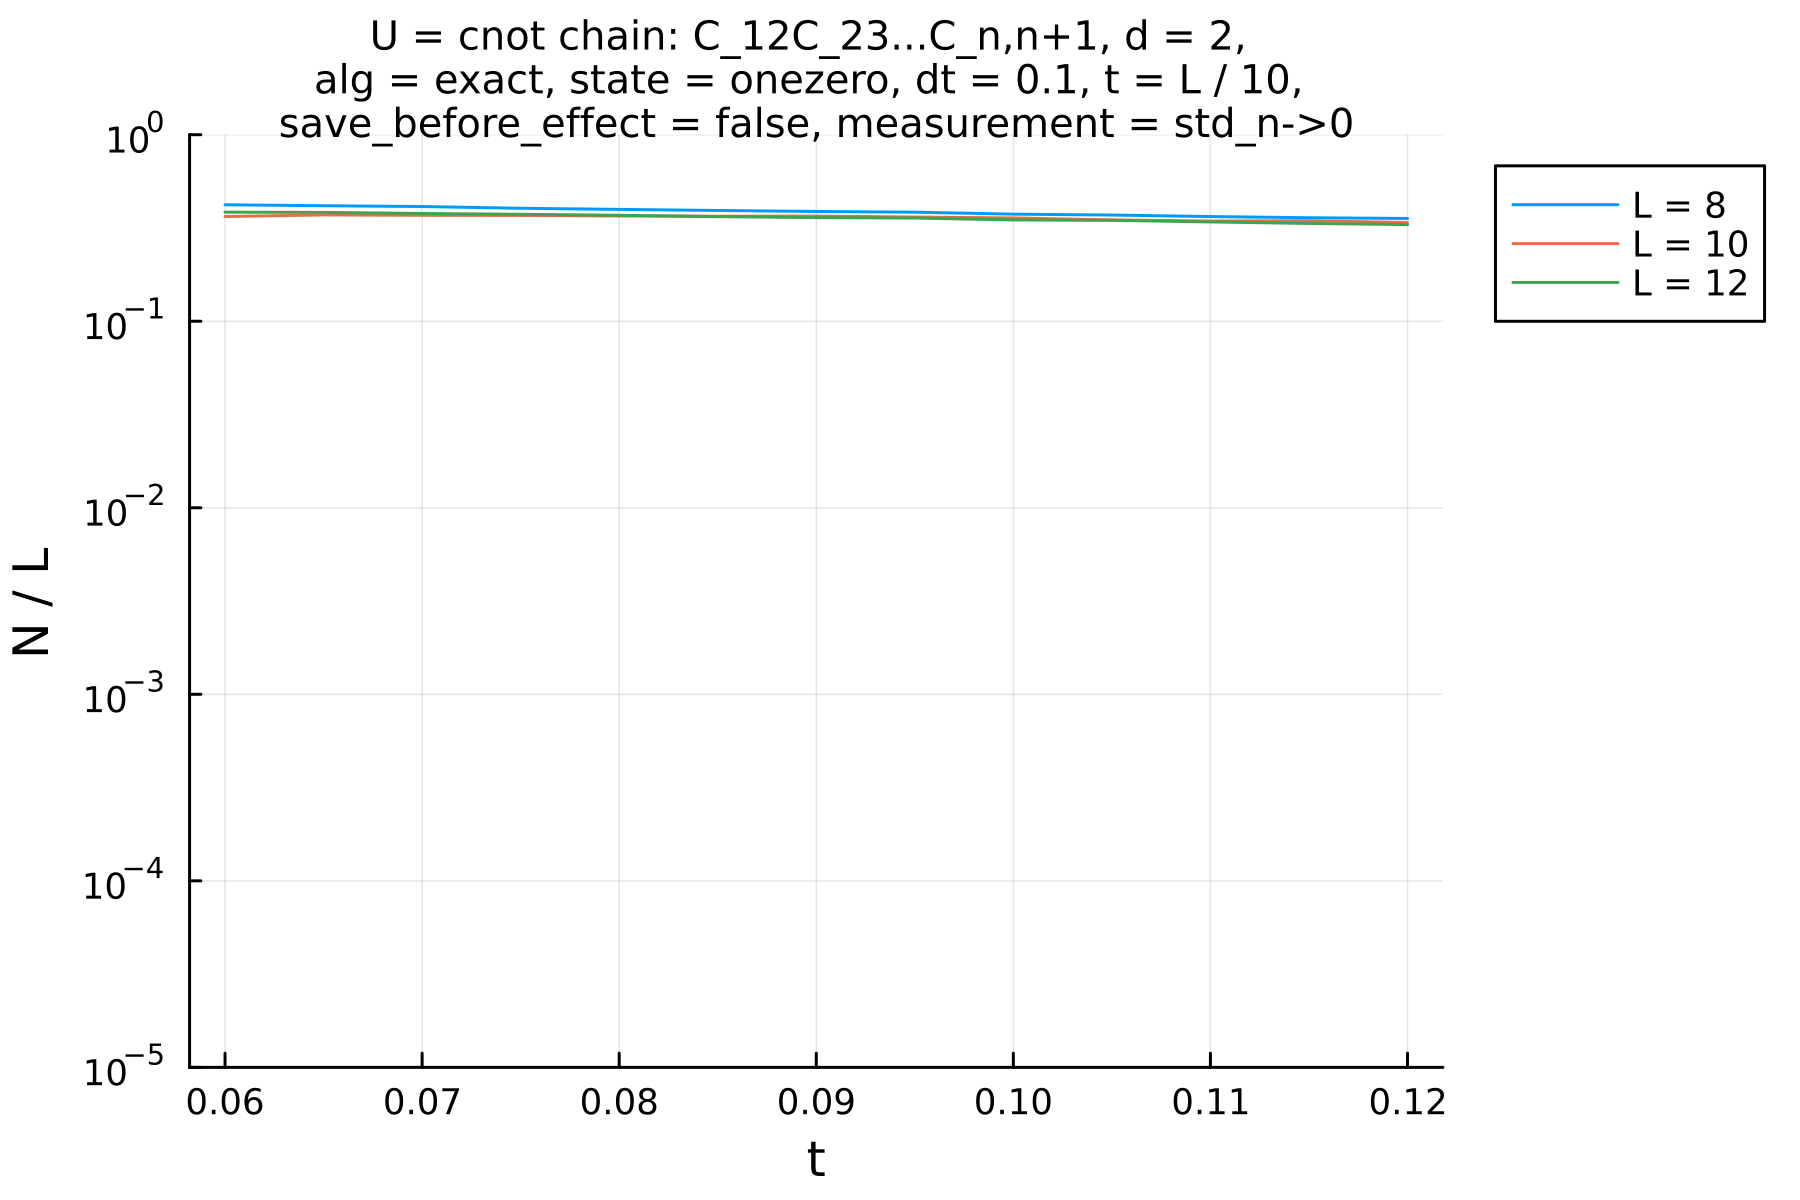 U = cnot chain: C_12C_23...C_n,n+1, d = 2,
alg = exact, state = onezero, dt = 0.1, t = L / 10,
save_before_effect = false, measurement = std_n->0
10⁰
10⁻¹
10⁻²
10⁻³
10⁻⁴
10⁻⁵
N / L
0.06 0.07 0.08 0.09 0.10 0.11 0.12
t
L = 8
L = 10
L = 12